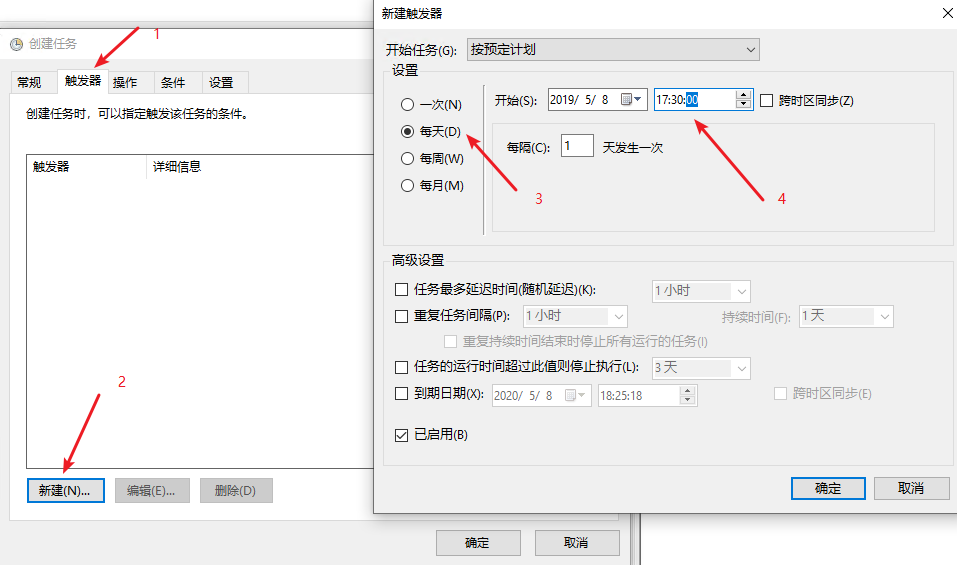 创建任务
1
常规 触发器 操作 条件 设置
创建任务时，可以指定触发该任务的条件。
触发器 详细信息
2
新建(N)... 编辑(E)... 删除(D)
确定 取消
新建触发器
开始任务(G): 按预定计划
设置
一次(N)
每天(D)
每周(W)
每月(M)
开始(S): 2019/ 5/ 8 17:30:00 跨时区同步(Z)
每隔(C): 1 天发生一次
3
4
高级设置
任务最多延迟时间(随机延迟)(K): 1 小时
重复任务间隔(P): 1 小时 持续时间(F): 1 天
重复持续时间结束时停止所有运行的任务(I)
任务的运行时间超过此值则停止执行(L): 3 天
到期日期(X): 2020/ 5/ 8 18:25:18 跨时区同步(E)
已启用(B)
确定 取消